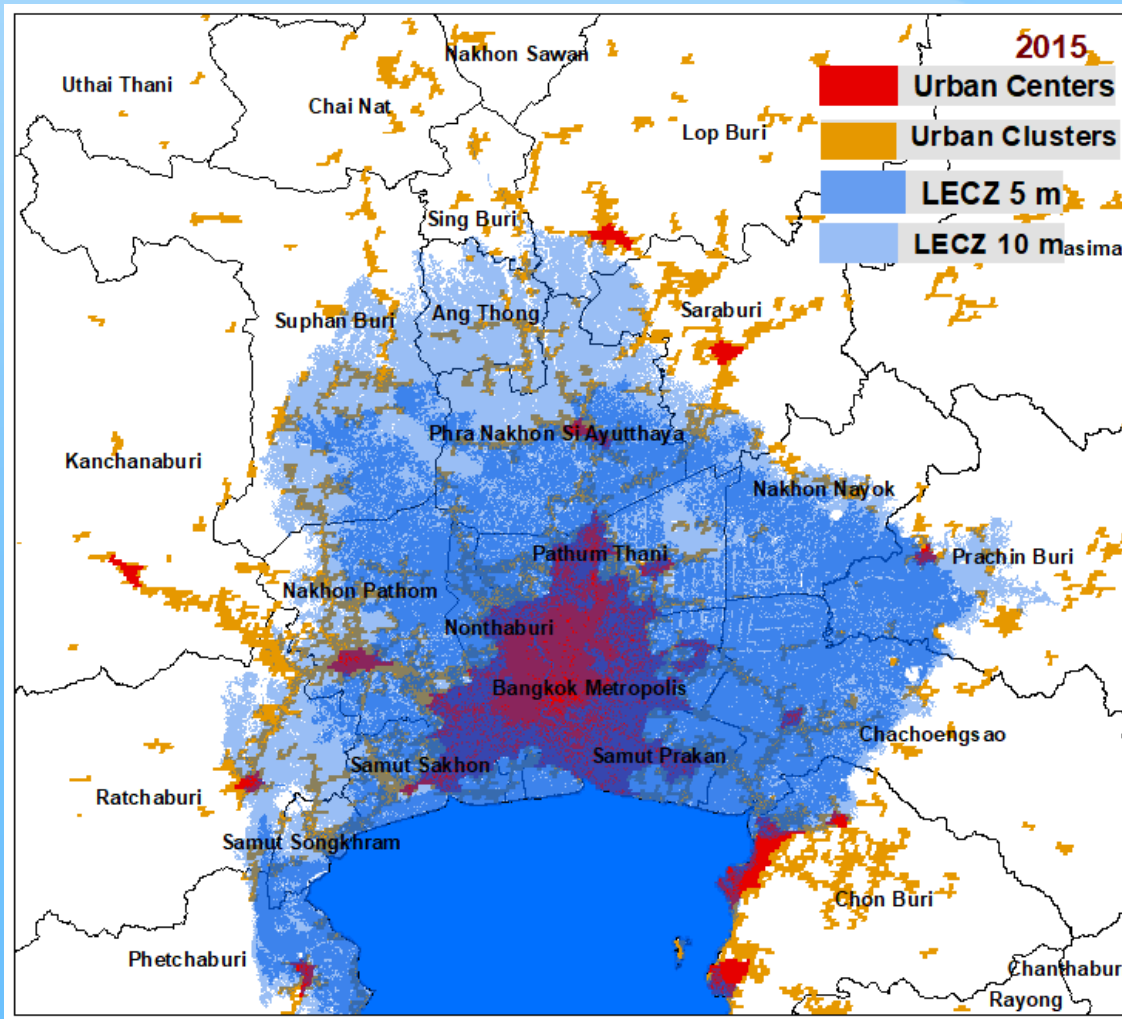 2015
Urban Centers
Urban Clusters
LECZ 5 m
LECZ 10 m
asima
Nakhon Sawan
Uthai Thani
Chai Nat
Lop Buri
Sing Buri
Ang Thong
Saraburi
Suphan Buri
Phra Nakhon Si Ayutthaya
Kanchanaburi
Nakhon Nayok
Pathum Thani
Prachin Buri
Nakhon Pathom
Nonthaburi
Bangkok Metropolis
Chachoengsao
Samut Prakan
Samut Sakhon
Ratchaburi
Samut Songkhram
Chon Buri
Phetchaburi
Chanthabur
Rayong